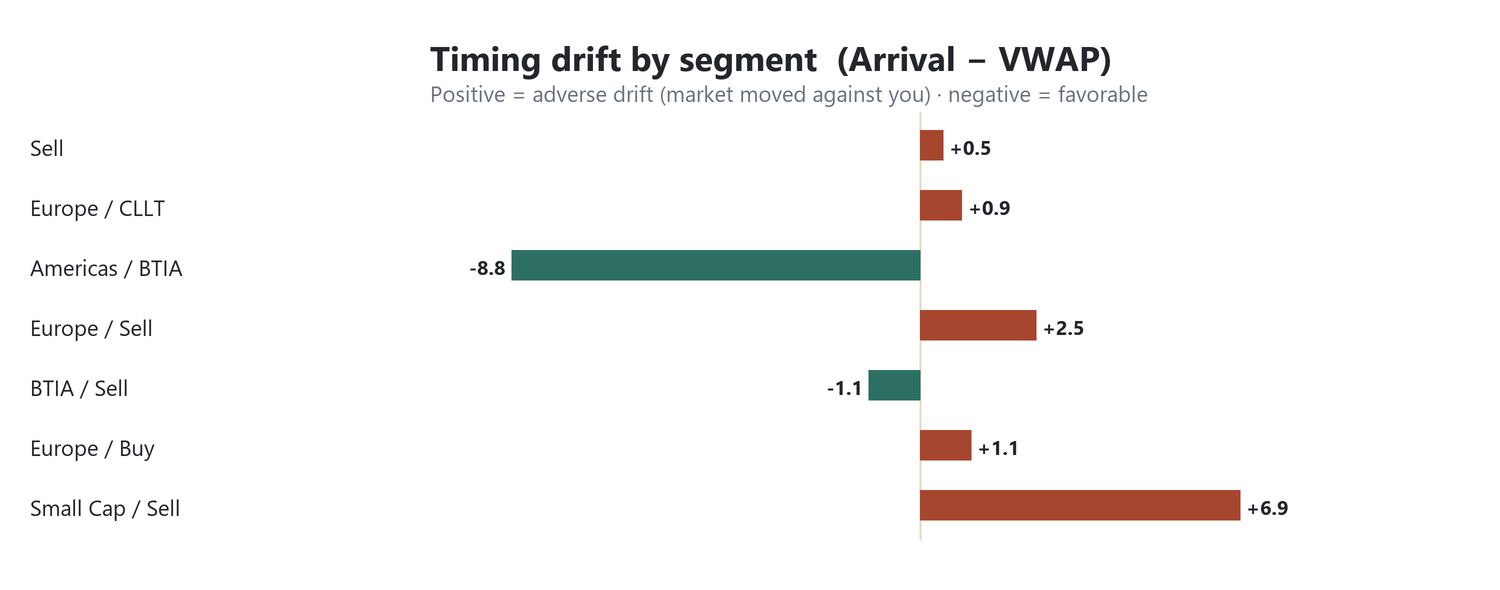 Timing drift by segment (Arrival − VWAP)
Positive = adverse drift (market moved against you) · negative = favorable
Sell +0.5
Europe / CLLT +0.9
Americas / BTIA -8.8
Europe / Sell +2.5
BTIA / Sell -1.1
Europe / Buy +1.1
Small Cap / Sell +6.9